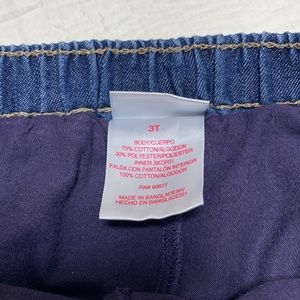 3T
BODY/CUERPO
70% COTTON/ALGODON
30% POLYESTER/POLIESTER
INNER SKORT/
FALDA CON PANTALÓN INTERIOR
100% COTTON/ALGODON
RN# 93677
MADE IN BANGLADESH/
HECHO EN BANGLADESH